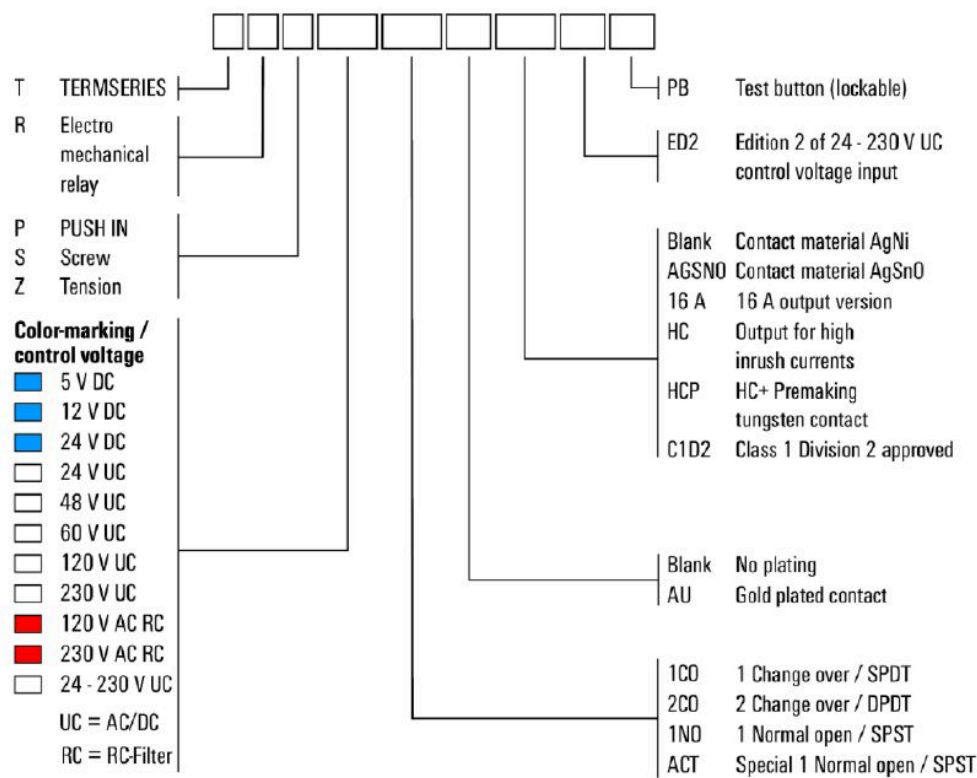 T TERMSERIES
R Electro
mechanical
relay
P PUSH IN
S Screw
Z Tension
Color-marking /
control voltage
5 V DC
12 V DC
24 V DC
24 V UC
48 V UC
60 V UC
120 V UC
230 V UC
120 V AC RC
230 V AC RC
24 - 230 V UC
UC = AC/DC
RC = RC-Filter
PB Test button (lockable)
ED2 Edition 2 of 24 - 230 V UC
control voltage input
Blank Contact material AgNi
AGSNO Contact material AgSnO
16 A 16 A output version
HC Output for high
inrush currents
HCP HC+ Premaking
tungsten contact
C1D2 Class 1 Division 2 approved
Blank No plating
AU Gold plated contact
1CO 1 Change over / SPDT
2CO 2 Change over / DPDT
1NO 1 Normal open / SPST
ACT Special 1 Normal open / SPST